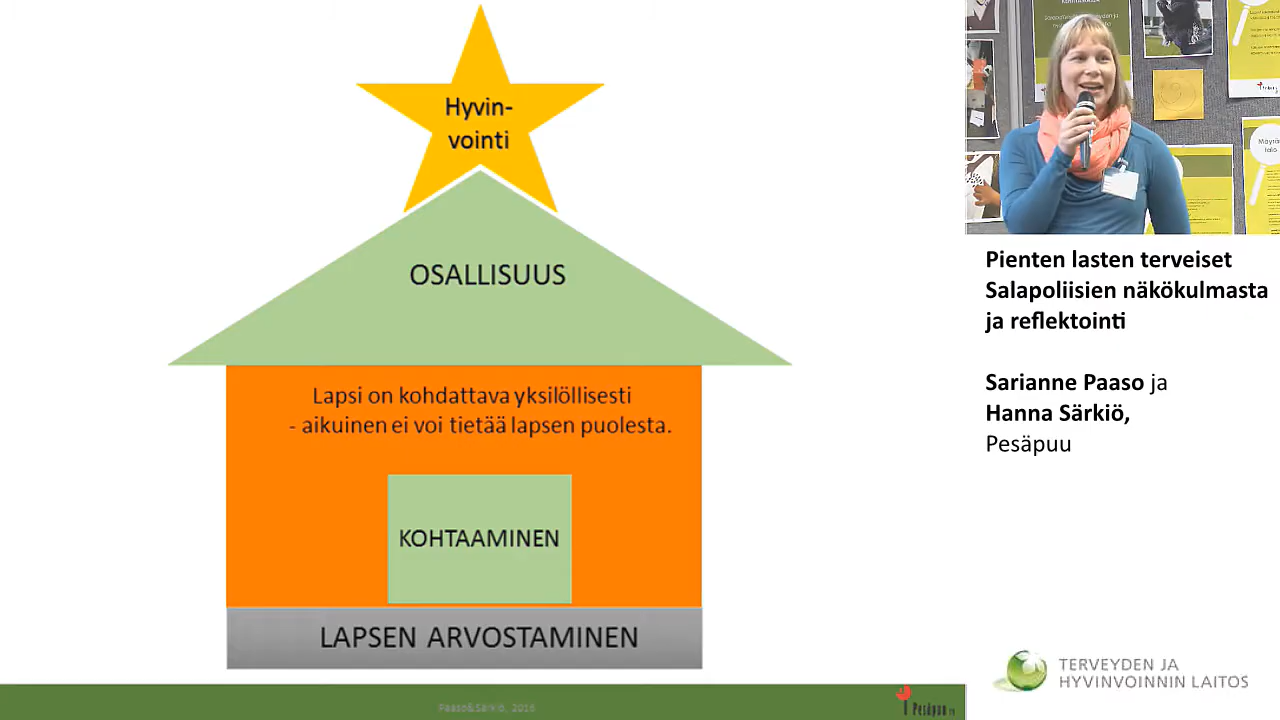 Hyvin-
vointi
OSALLISUUS
Lapsi on kohdattava yksilöllisesti
- aikuinen ei voi tietää lapsen puolesta.
KOHTAAMINEN
LAPSEN ARVOSTAMINEN
Paaso&Särkiö, 2016
Pesäpuu
Pienten lasten terveiset
Salapoliisien näkökulmasta
ja reflektointi
Sarianne Paaso ja
Hanna Särkiö,
Pesäpuu
TERVEYDEN JA
HYVINVOINNIN LAITOS